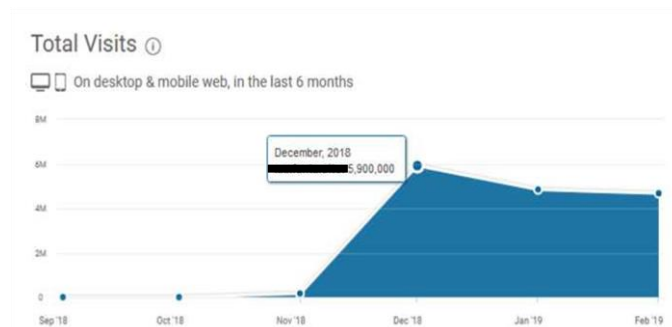 Total Visits
On desktop & mobile web, in the last 6 months
8M
December, 2018
5,900,000
6M
4M
2M
0
Sep '18 Oct '18 Nov '18 Dec '18 Jan '19 Feb '19